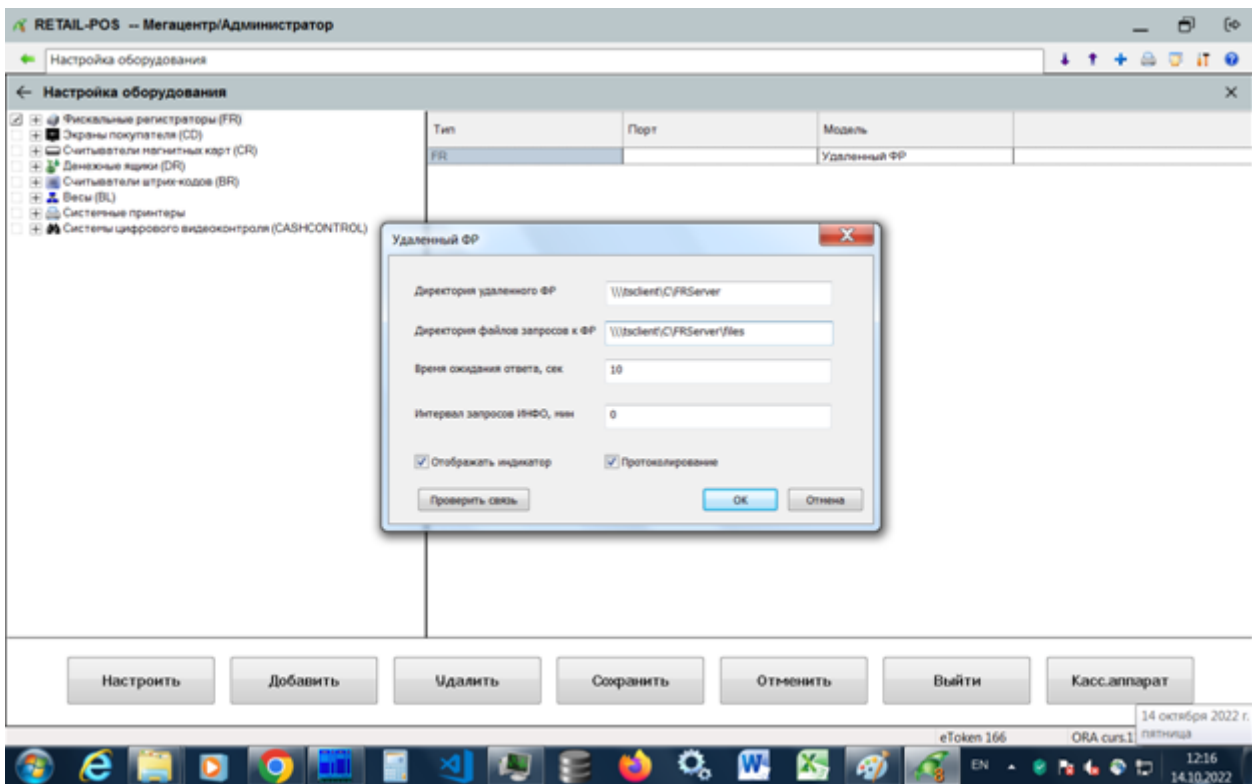 RETAIL-POS -- Мегацентр/Администратор
Настройка оборудования
Настройка оборудования
Фискальные регистраторы (FR)
Экраны покупателя (CD)
Считыватели магнитных карт (CR)
Денежные ящики (DR)
Считыватели штрих-кодов (BR)
Весы (BL)
Системные принтеры
Системы цифрового видеоконтроля (CASHCONTROL)
Тип Порт Модель
FR Удаленный ФР
Удаленный ФР
Директория удаленного ФР \\\tsclient\C\FRServer
Директория файлов запросов к ФР \\\tsclient\C\FRServer\files
Время ожидания ответа, сек 10
Интервал запросов ИНФО, мин 0
Отображать индикатор Протоколирование
Проверить связь OK Отмена
Настроить Добавить Удалить Сохранить Отменить Выйти Касс.аппарат
14 октября 2022 г.
пятница
eToken 166 ORA curs.1
EN 12:16
14.10.2022